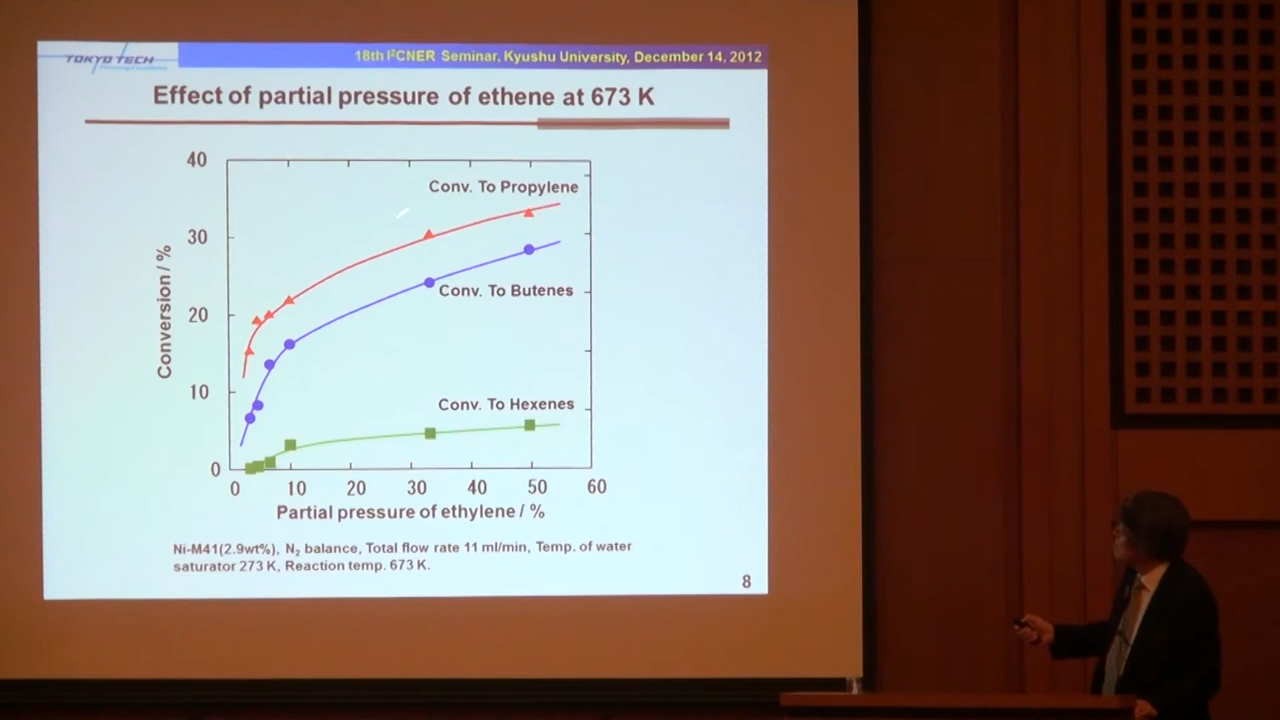 TOKYO TECH
18th I²CNER Seminar, Kyushu University, December 14, 2012
Effect of partial pressure of ethene at 673 K
40
30
20
10
0
Conversion / %
Conv. To Propylene
Conv. To Butenes
Conv. To Hexenes
0 10 20 30 40 50 60
Partial pressure of ethylene / %
Ni-M41(2.9wt%), N₂ balance, Total flow rate 11 ml/min, Temp. of water
saturator 273 K, Reaction temp. 673 K.
8